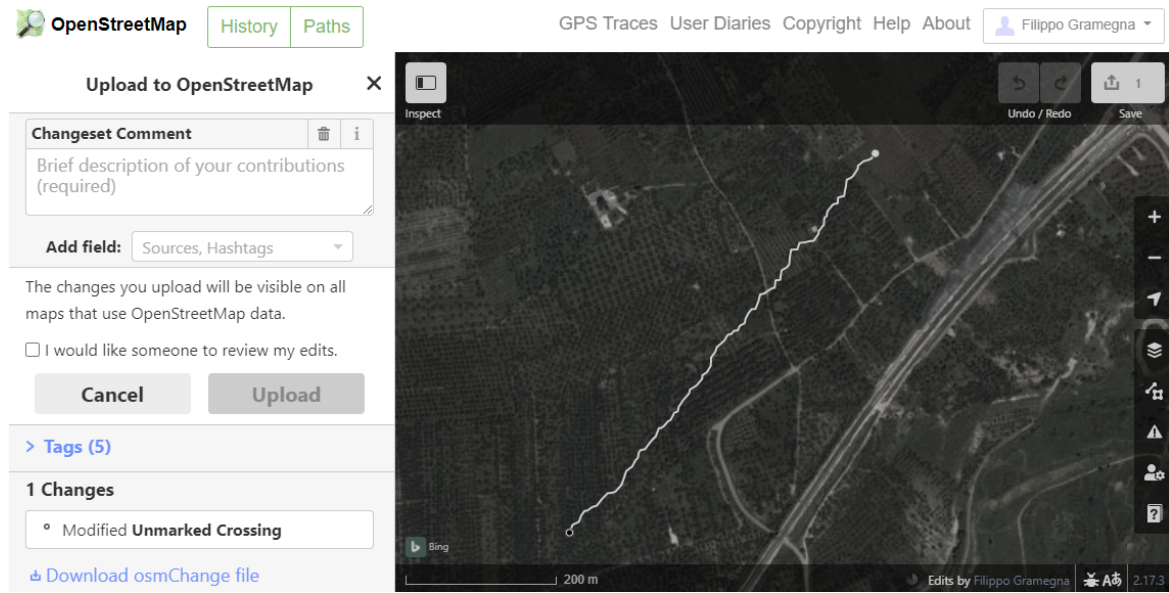 OpenStreetMap
History
Paths
GPS Traces
User Diaries
Copyright
Help
About
Filippo Gramegna
Upload to OpenStreetMap
Changeset Comment
i
Brief description of your contributions
(required)
Add field:
Sources, Hashtags
The changes you upload will be visible on all
maps that use OpenStreetMap data.
I would like someone to review my edits.
Cancel
Upload
> Tags (5)
1 Changes
Modified Unmarked Crossing
Download osmChange file
Inspect
Undo / Redo
1
Save
Bing
200 m
Edits by Filippo Gramegna
Aあ
2.17.3